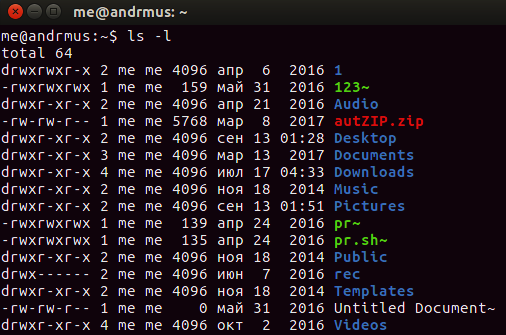 me@andrmus: ~
me@andrmus:~$ ls -l
total 64
drwxrwxr-x 2 me me 4096 апр  6  2016 1
-rwxrwxrwx 1 me me  159 май 31  2016 123~
drwxr-xr-x 2 me me 4096 апр 21  2016 Audio
-rw-rw-r-- 1 me me 5768 мар  8  2017 autZIP.zip
drwxr-xr-x 2 me me 4096 сен 13 01:28 Desktop
drwxr-xr-x 3 me me 4096 мар 13  2017 Documents
drwxr-xr-x 4 me me 4096 июл 17 04:33 Downloads
drwxr-xr-x 2 me me 4096 ноя 18  2014 Music
drwxr-xr-x 2 me me 4096 сен 13 01:51 Pictures
-rwxrwxrwx 1 me me  139 апр 24  2016 pr~
-rwxrwxrwx 1 me me  135 апр 24  2016 pr.sh~
drwxr-xr-x 2 me me 4096 ноя 18  2014 Public
drwx------ 2 me me 4096 июн  7  2016 rec
drwxr-xr-x 2 me me 4096 ноя 18  2014 Templates
-rw-rw-r-- 1 me me    0 май 31  2016 Untitled Document~
drwxr-xr-x 4 me me 4096 окт  2  2016 Videos